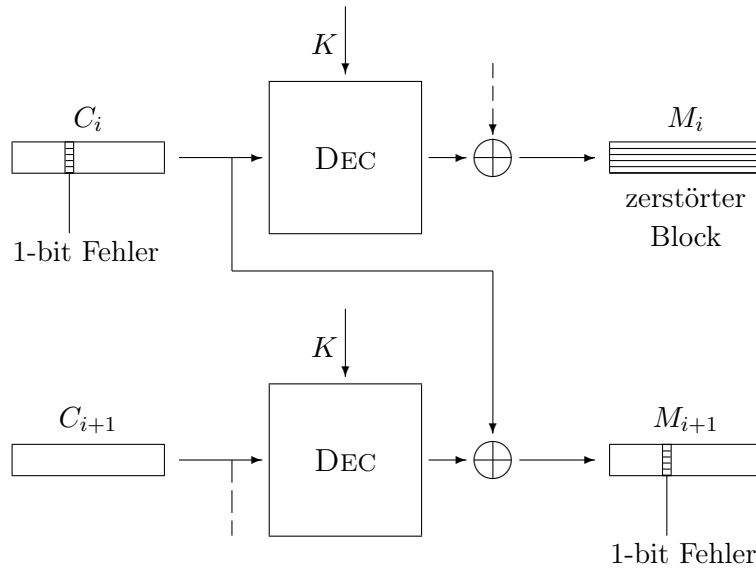 K
C_i
DEC
M_i
zerstörter
Block
1-bit Fehler
K
C_{i+1}
DEC
M_{i+1}
1-bit Fehler